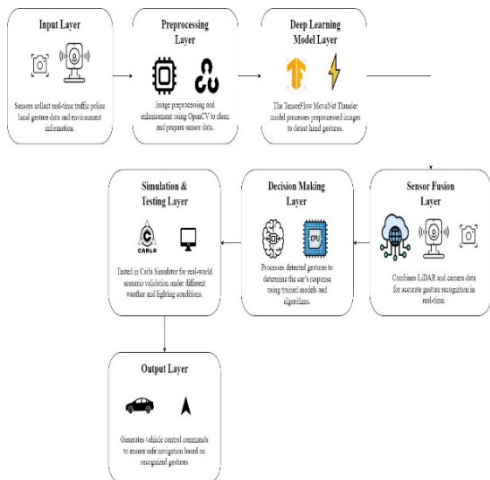 Input Layer
Sensors collect real-time traffic police
hand gesture data and environment
information.
Preprocessing
Layer
Image preprocessing and
enhancement using OpenCV to clean
and prepare sensor data.
Deep Learning
Model Layer
The TensorFlow MoveNet Thunder
model processes preprocessed images
to detect hand gestures.
Sensor Fusion
Layer
Combines LiDAR and camera data
for accurate gesture recognition in
real-time.
Decision Making
Layer
CPU
Processes detected gestures to
determine the car's response
using trained models and
algorithms.
Simulation &
Testing Layer
CARLA
Tested in Carla Simulator for real-world
scenario validation under different
weather and lighting conditions.
Output Layer
Generates vehicle control commands
to ensure safe navigation based on
recognized gestures